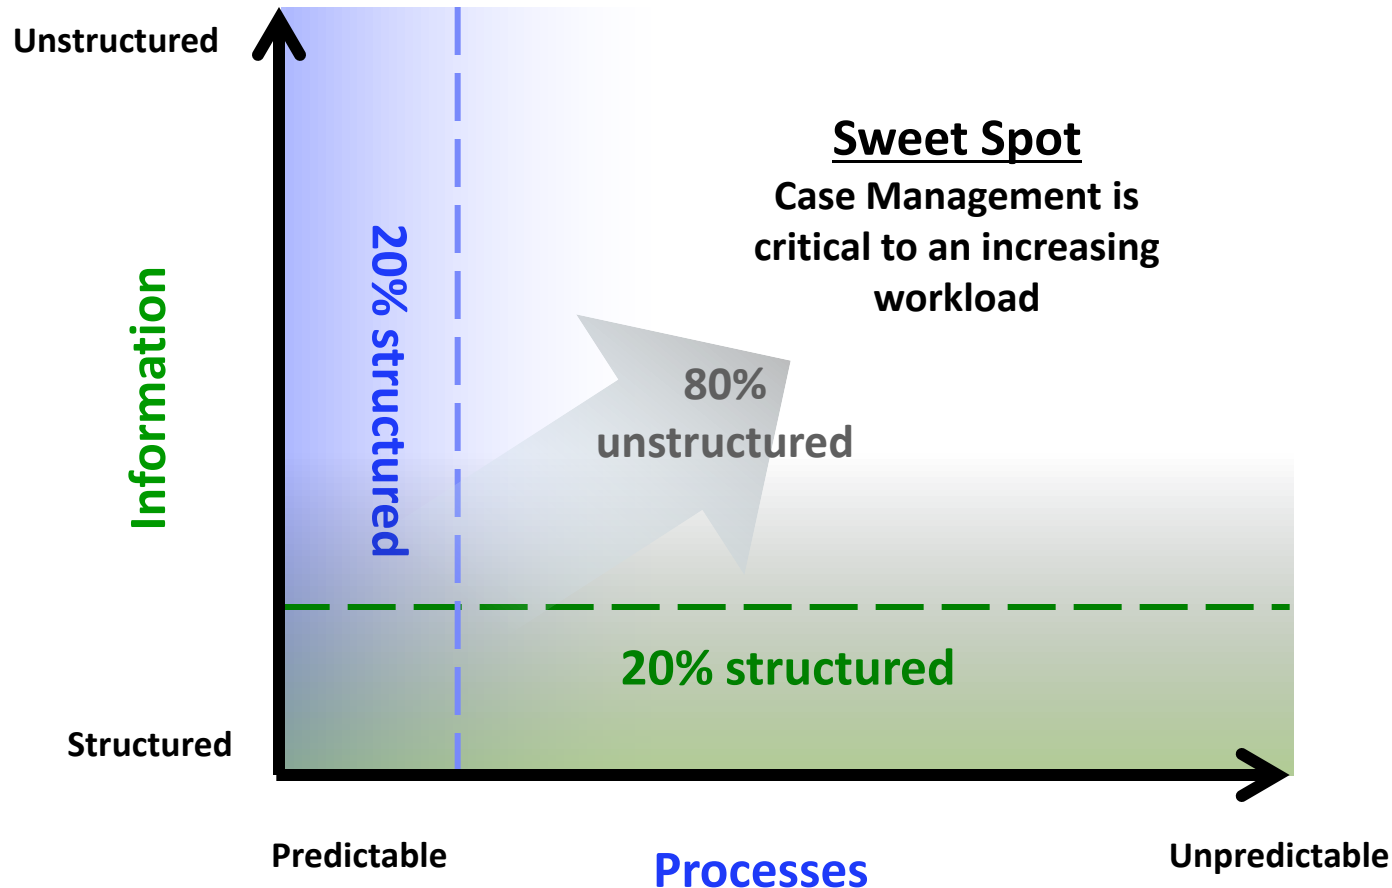 Unstructured
Sweet Spot
Case Management is
critical to an increasing
workload
20% structured
Information
80%
unstructured
20% structured
Structured
Predictable
Processes
Unpredictable